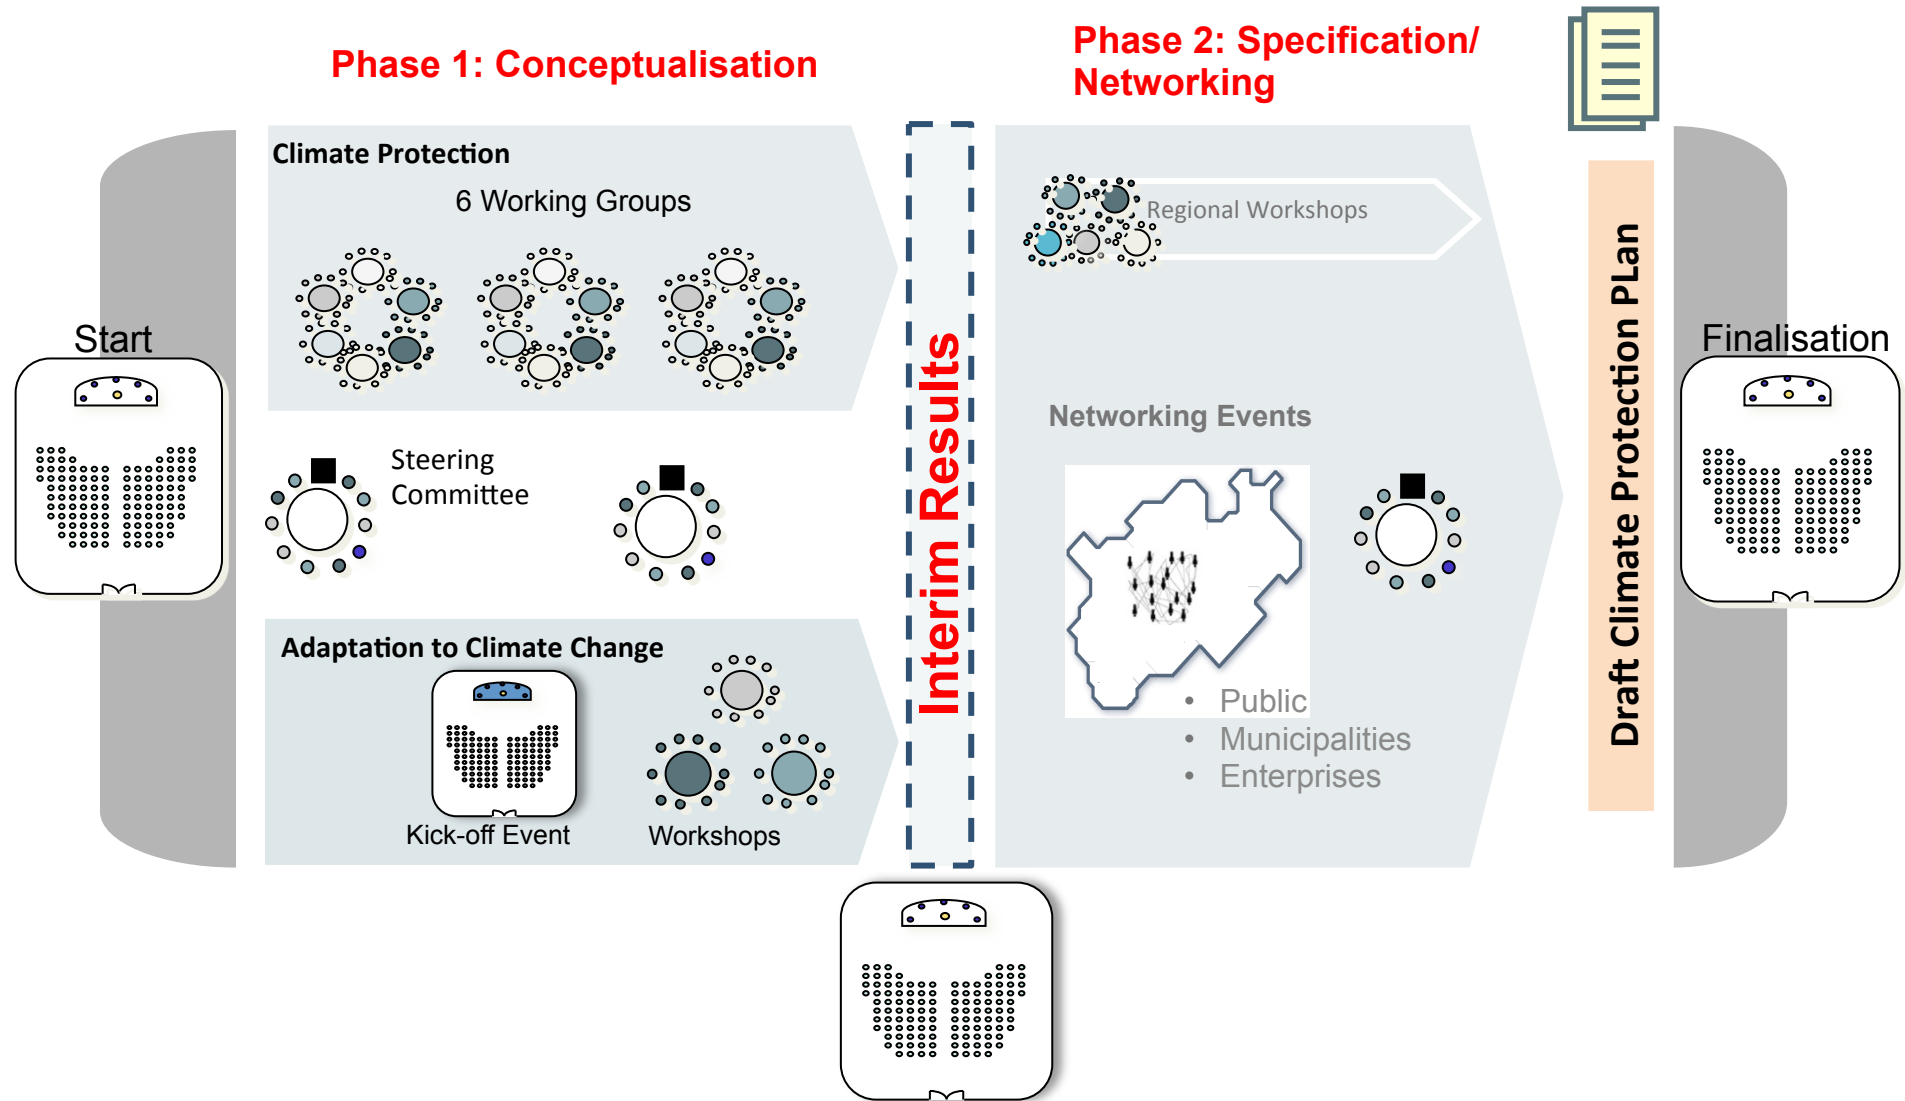 Phase 1: Conceptualisation
Phase 2: Specification/
Networking
Climate Protection
6 Working Groups
Start
Steering
Committee
Adaptation to Climate Change
Kick-off Event
Workshops
Interim Results
Regional Workshops
Networking Events
• Public
• Municipalities
• Enterprises
Draft Climate Protection PLan
Finalisation